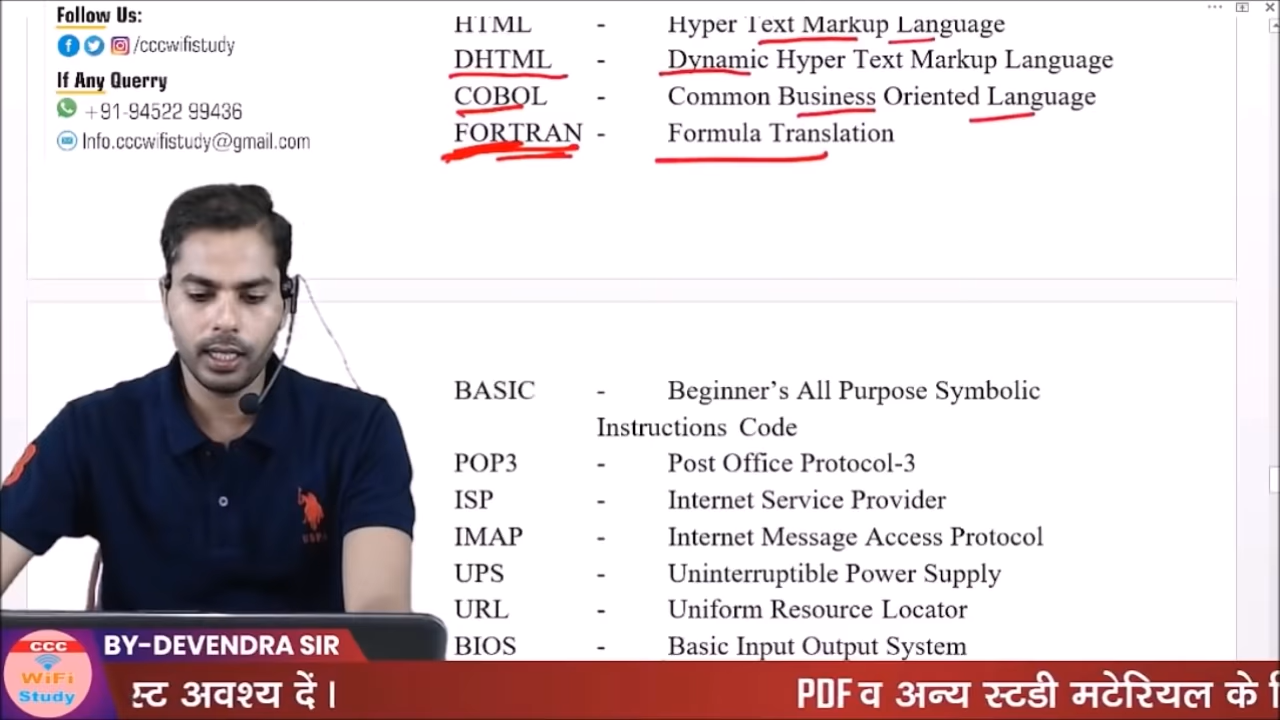 Follow Us:
/cccwifistudy
If Any Querry
+91-94522 99436
Info.cccwifistudy@gmail.com
HTML - Hyper Text Markup Language
DHTML - Dynamic Hyper Text Markup Language
COBOL - Common Business Oriented Language
FORTRAN - Formula Translation
BASIC - Beginner's All Purpose Symbolic
Instructions Code
POP3 - Post Office Protocol-3
ISP - Internet Service Provider
IMAP - Internet Message Access Protocol
UPS - Uninterruptible Power Supply
URL - Uniform Resource Locator
BIOS - Basic Input Output System
CCC
WiFi
Study
BY-DEVENDRA SIR
अवश्य दें। PDF व अन्य स्टडी मटेरियल के